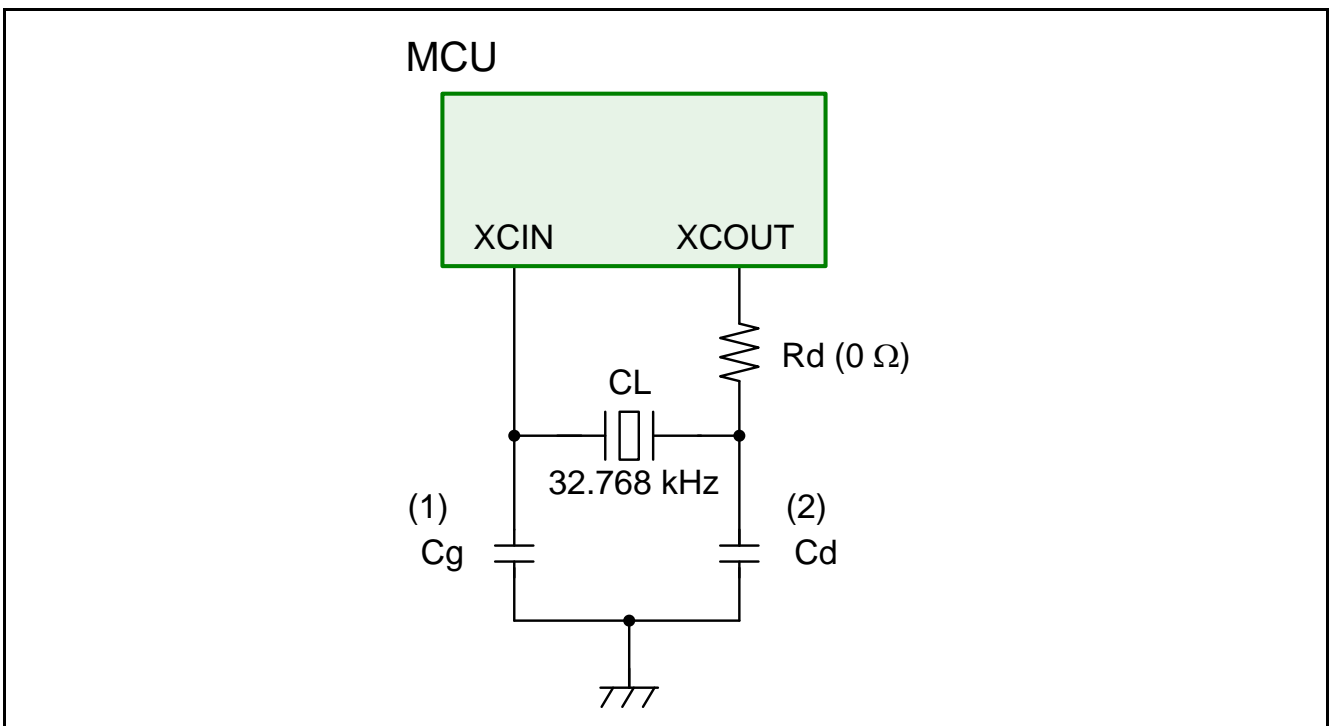 MCU
XCIN XCOUT
Rd (0 Ω)
CL
32.768 kHz
(1) (2)
Cg Cd